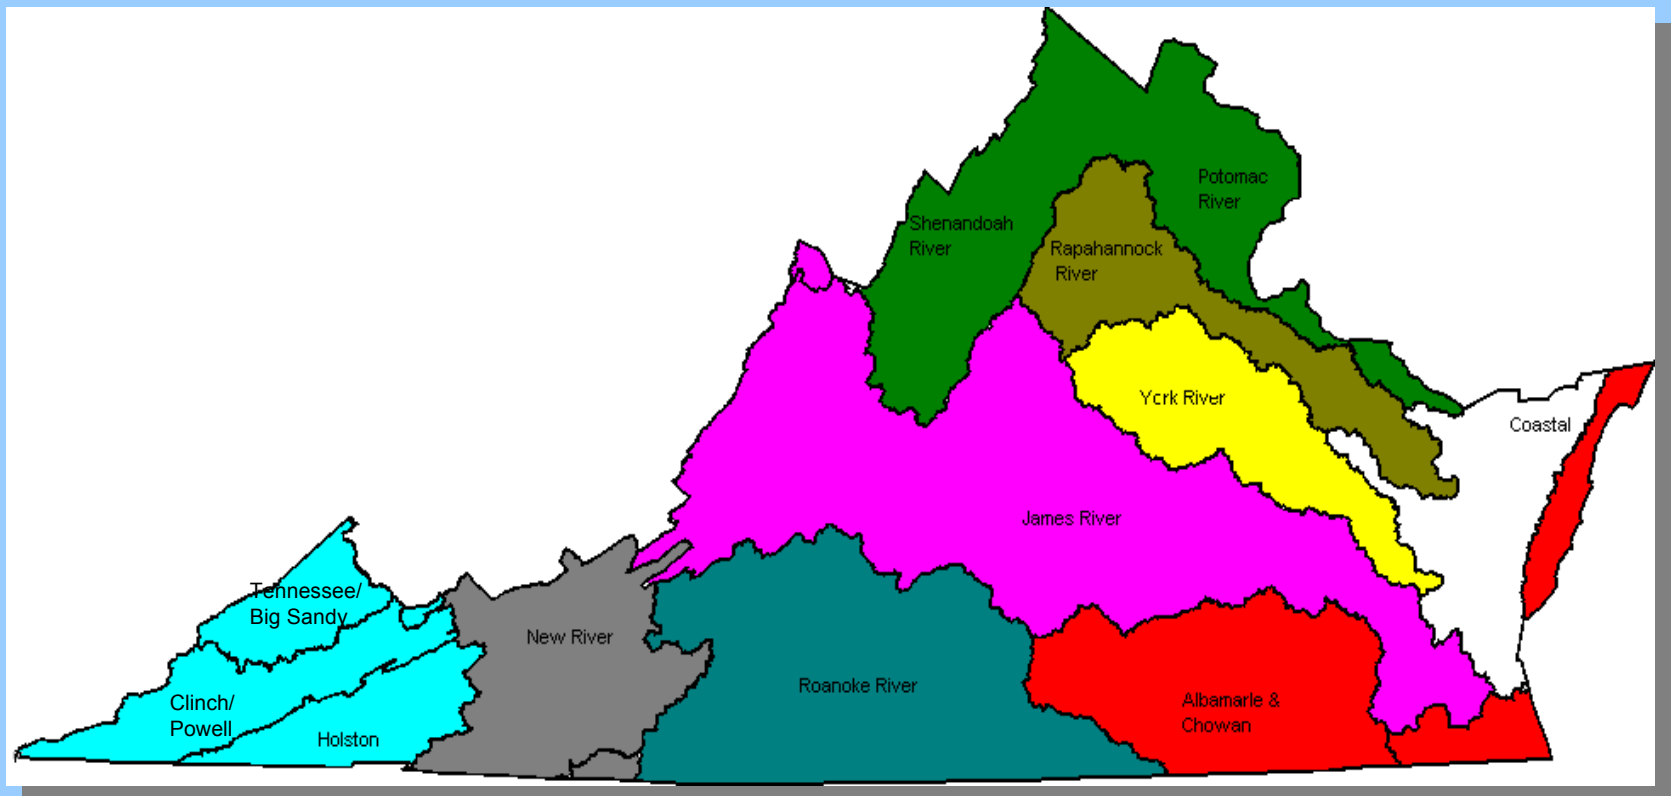 Potomac
River
Shenandoah
River
Rapahannock
River
York River
Coastal
James River
Tennessee/
Big Sandy
New River
Roanoke River
Clinch/
Powell
Holston
Albamarle &
Chowan